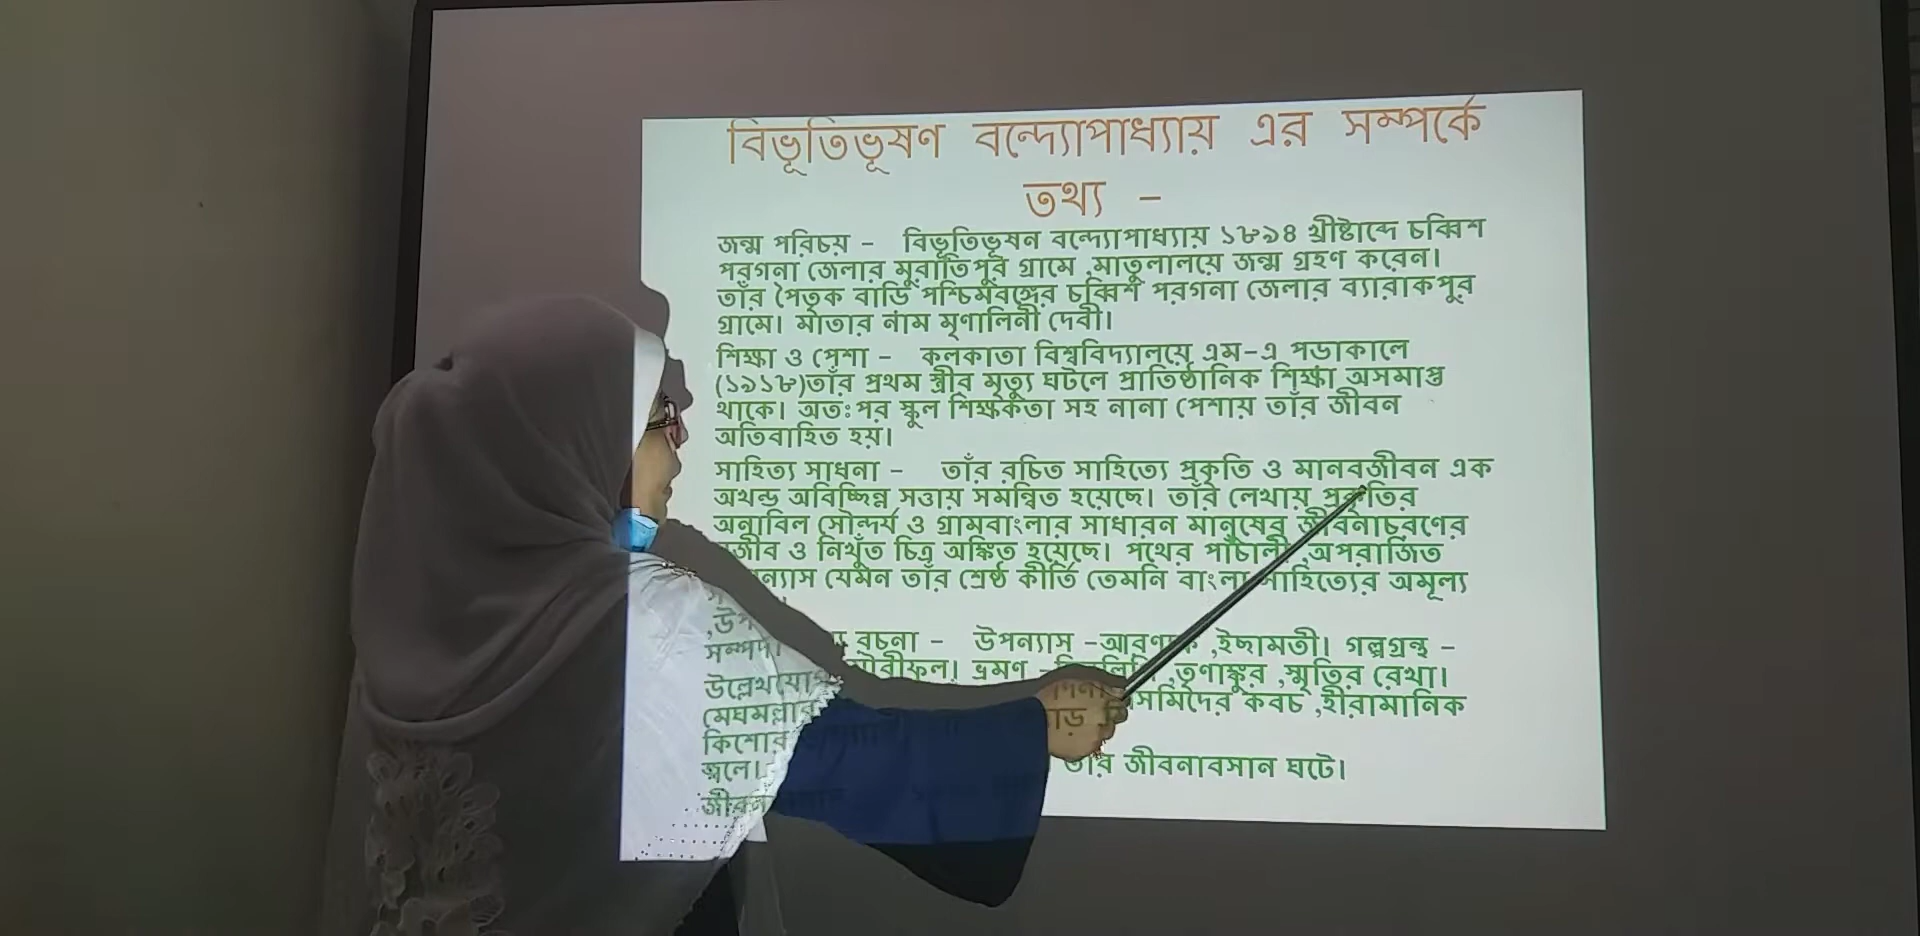 বিভূতিভূষণ বন্দ্যোপাধ্যায় এর সম্পর্কে
তথ্য –
জন্ম পরিচয় – বিভূতিভূষন বন্দ্যোপাধ্যায় ১৮৯৪ খ্রীষ্টাব্দে চব্বিশ
পরগনা জেলার মুরাতিপুর গ্রামে ,মাতুলালয়ে জন্ম গ্রহণ করেন।
তাঁর পৈতৃক বাড়ি পশ্চিমবঙ্গের চব্বিশ পরগনা জেলার ব্যারাকপুর
গ্রামে। মাতার নাম মৃণালিনী দেবী।
শিক্ষা ও পেশা – কলকাতা বিশ্ববিদ্যালয়ে এম-এ পড়াকালে
(১৯১৮)তাঁর প্রথম স্ত্রীর মৃত্যু ঘটলে প্রাতিষ্ঠানিক শিক্ষা অসমাপ্ত
থাকে। অতঃপর স্কুল শিক্ষকতা সহ নানা পেশায় তাঁর জীবন
অতিবাহিত হয়।
সাহিত্য সাধনা – তাঁর রচিত সাহিত্যে প্রকৃতি ও মানবজীবন এক
অখন্ড অবিচ্ছিন্ন সত্তায় সমন্বিত হয়েছে। তাঁর লেখায় প্রকৃতির
অনাবিল সৌন্দর্য ও গ্রামবাংলার সাধারন মানুষের জীবনাচরণের
ও নিখুঁত চিত্র অঙ্কিত হয়েছে। পথের পাঁচালী ,অপরাজিত
যেমন তাঁর শ্রেষ্ঠ কীর্তি তেমনি বাংলা সাহিত্যের অমূল্য
সম্পদ।
রচনা – উপন্যাস –আরণ্যক ,ইছামতী। গল্পগ্রন্থ –
মৌরীফুল। ভ্রমণ – ,তৃণাঙ্কুর ,স্মৃতির রেখা।
কিশোর কবচ ,হীরামানিক
জ্বলে।
তাঁর জীবনাবসান ঘটে।